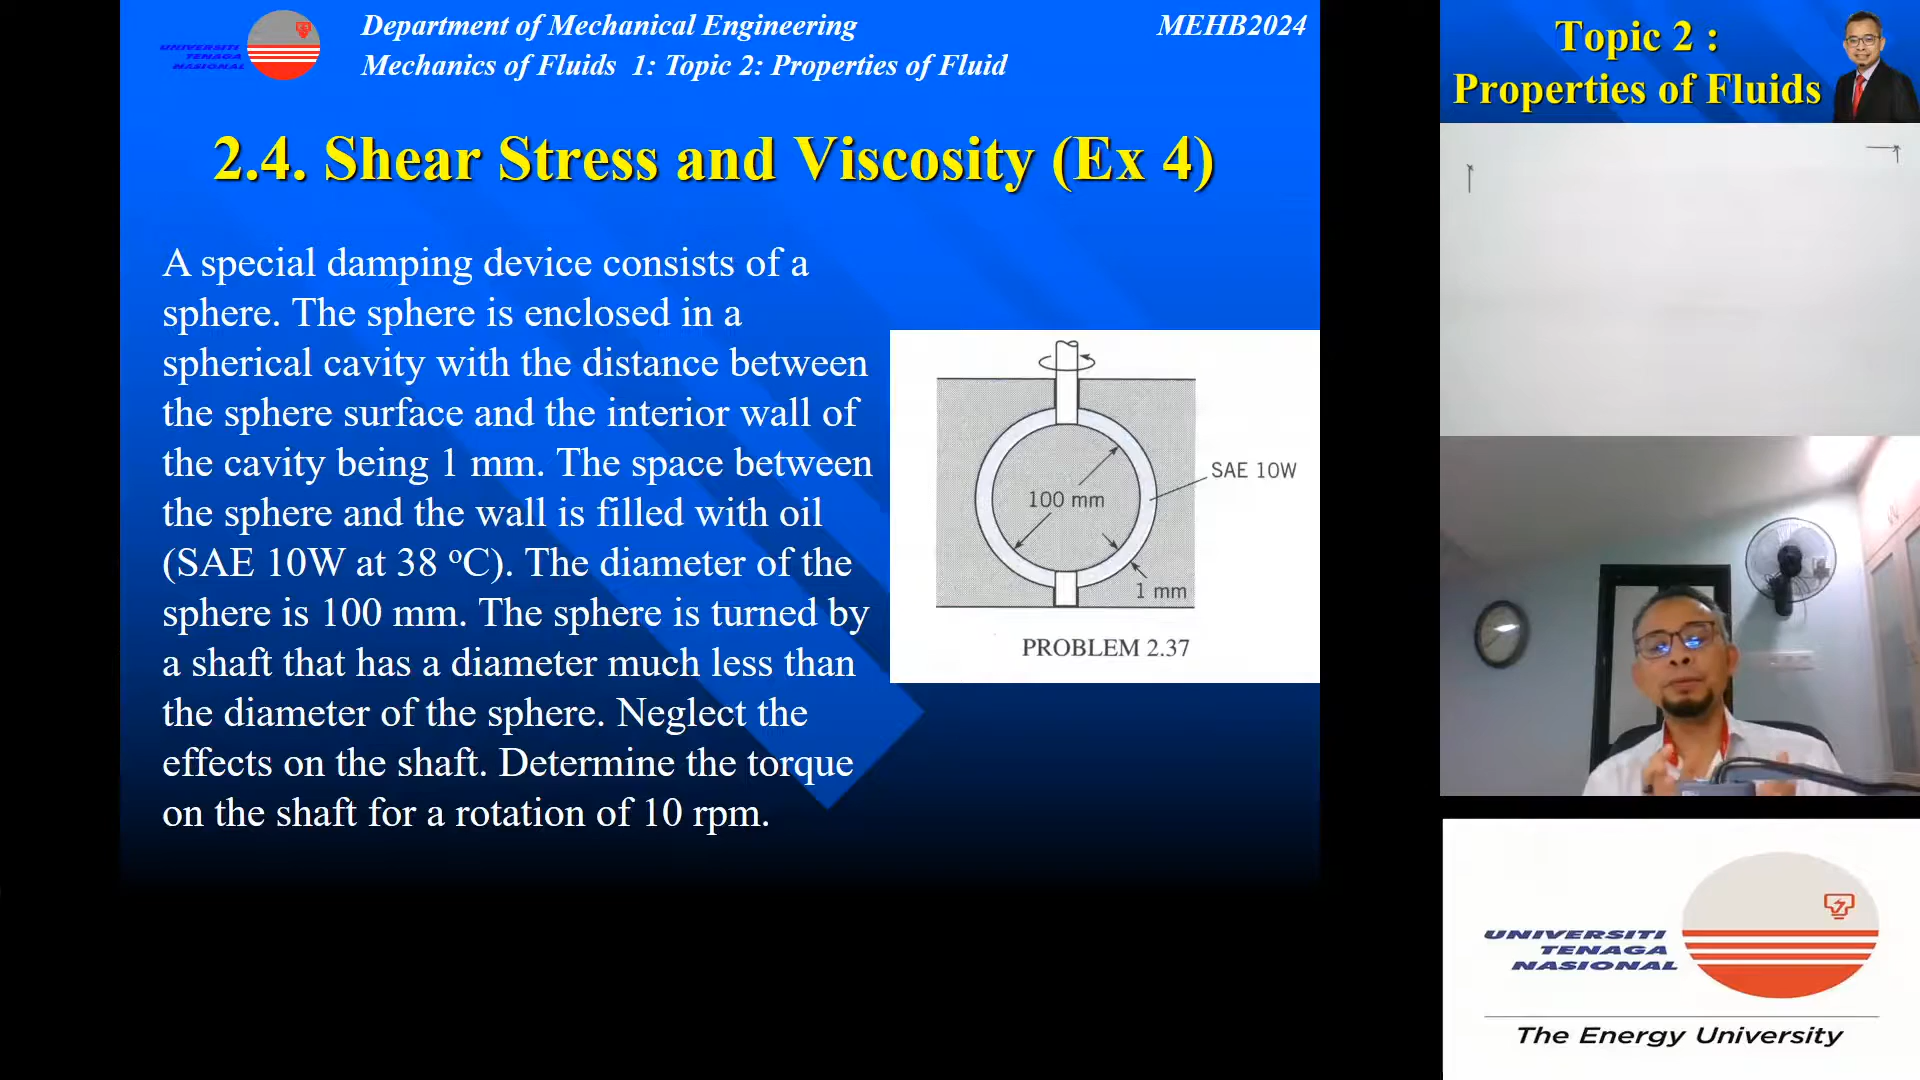 Department of Mechanical Engineering
MEHB2024
Mechanics of Fluids 1: Topic 2: Properties of Fluid
UNIVERSITI
TENAGA
NASIONAL
2.4. Shear Stress and Viscosity (Ex 4)
A special damping device consists of a
sphere. The sphere is enclosed in a
spherical cavity with the distance between
the sphere surface and the interior wall of
the cavity being 1 mm. The space between
the sphere and the wall is filled with oil
(SAE 10W at 38 ºC). The diameter of the
sphere is 100 mm. The sphere is turned by
a shaft that has a diameter much less than
the diameter of the sphere. Neglect the
effects on the shaft. Determine the torque
on the shaft for a rotation of 10 rpm.
SAE 10W
100 mm
1 mm
PROBLEM 2.37
Topic 2 :
Properties of Fluids
UNIVERSITI
TENAGA
NASIONAL
The Energy University